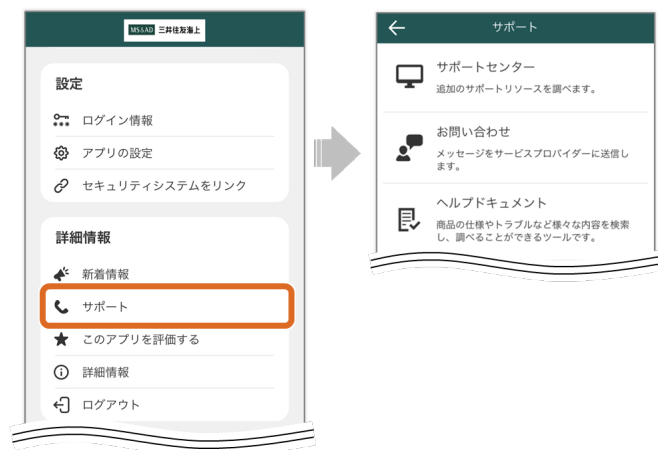 MS&AD 三井住友海上
設定
ログイン情報
アプリの設定
セキュリティシステムをリンク
詳細情報
新着情報
サポート
このアプリを評価する
詳細情報
ログアウト
サポート
サポートセンター
追加のサポートリソースを調べます。
お問い合わせ
メッセージをサービスプロバイダーに送信し
ます。
ヘルプドキュメント
商品の仕様やトラブルなど様々な内容を検索
し、調べることができるツールです。